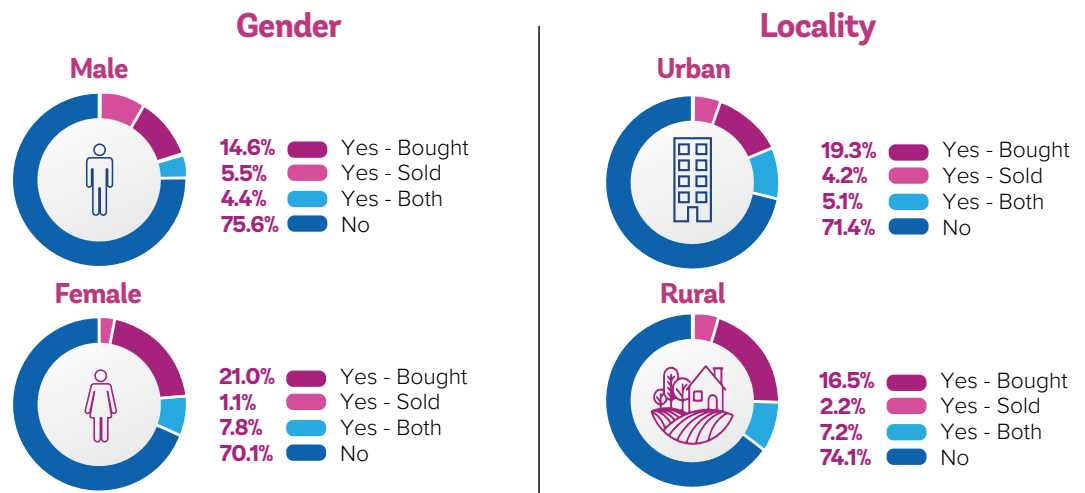 Gender
Male
14.6% Yes - Bought
5.5% Yes - Sold
4.4% Yes - Both
75.6% No
Female
21.0% Yes - Bought
1.1% Yes - Sold
7.8% Yes - Both
70.1% No
Locality
Urban
19.3% Yes - Bought
4.2% Yes - Sold
5.1% Yes - Both
71.4% No
Rural
16.5% Yes - Bought
2.2% Yes - Sold
7.2% Yes - Both
74.1% No